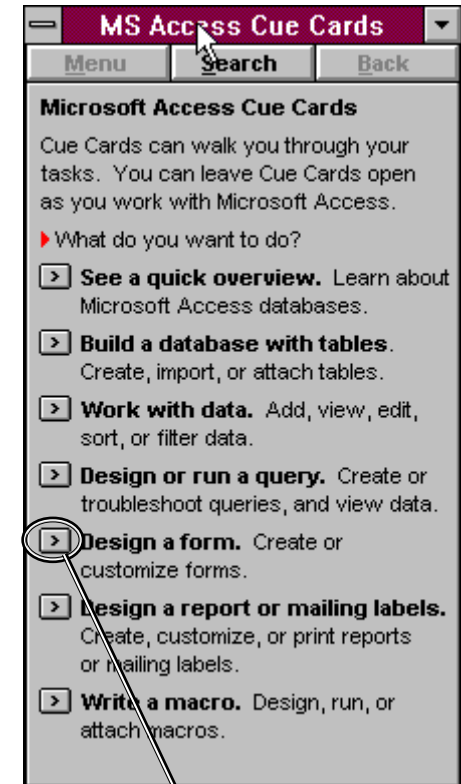 MS Access Cue Cards
Menu Search Back
Microsoft Access Cue Cards
Cue Cards can walk you through your
tasks. You can leave Cue Cards open
as you work with Microsoft Access.
What do you want to do?
> See a quick overview. Learn about
Microsoft Access databases.
> Build a database with tables.
Create, import, or attach tables.
> Work with data. Add, view, edit,
sort, or filter data.
> Design or run a query. Create or
troubleshoot queries, and view data.
> Design a form. Create or
customize forms.
> Design a report or mailing labels.
Create, customize, or print reports
or mailing labels.
> Write a macro. Design, run, or
attach macros.